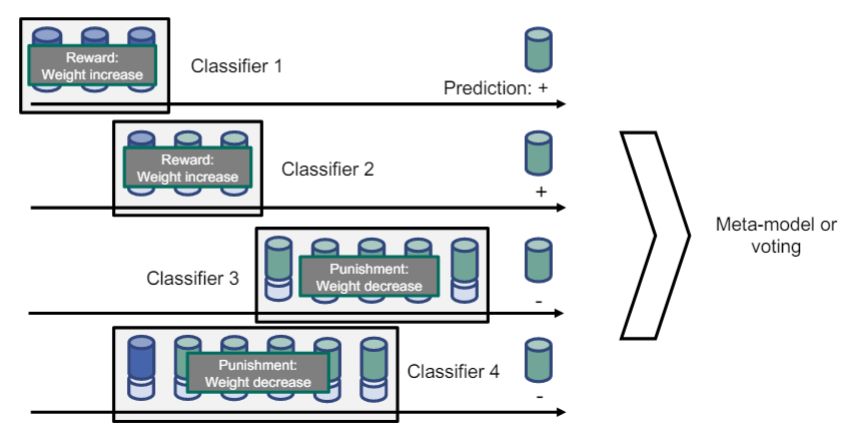 Reward:
Weight increase
Classifier 1
Prediction: +
Reward:
Weight increase
Classifier 2
+
Classifier 3
Punishment:
Weight decrease
-
Punishment:
Weight decrease
Classifier 4
-
Meta-model or
voting